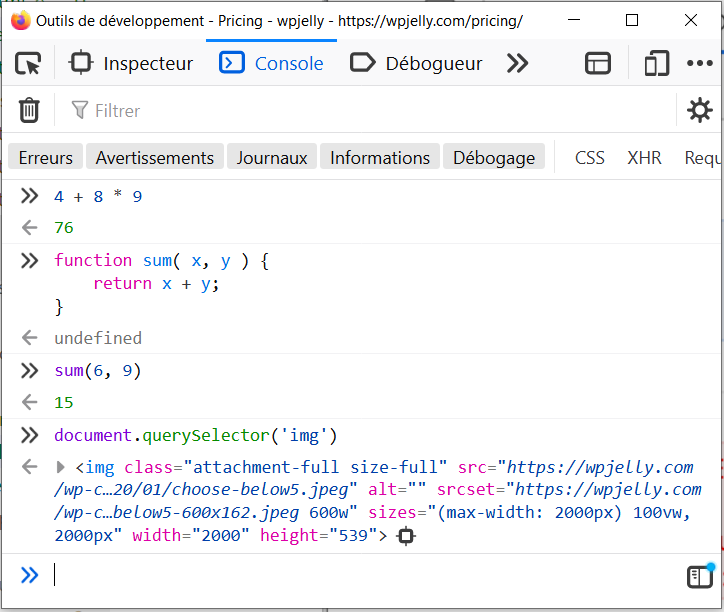 Outils de développement - Pricing - wpjelly - https://wpjelly.com/pricing/
Inspecteur Console Débogueur
Filtrer
Erreurs Avertissements Journaux Informations Débogage CSS XHR Requ
4 + 8 * 9
76
function sum( x, y ) {
return x + y;
}
undefined
sum(6, 9)
15
document.querySelector('img')
<img class="attachment-full size-full" src="https://wpjelly.com
/wp-c…20/01/choose-below5.jpeg" alt="" srcset="https://wpjelly.com
/wp-c…below5-600x162.jpeg 600w" sizes="(max-width: 2000px) 100vw,
2000px" width="2000" height="539">